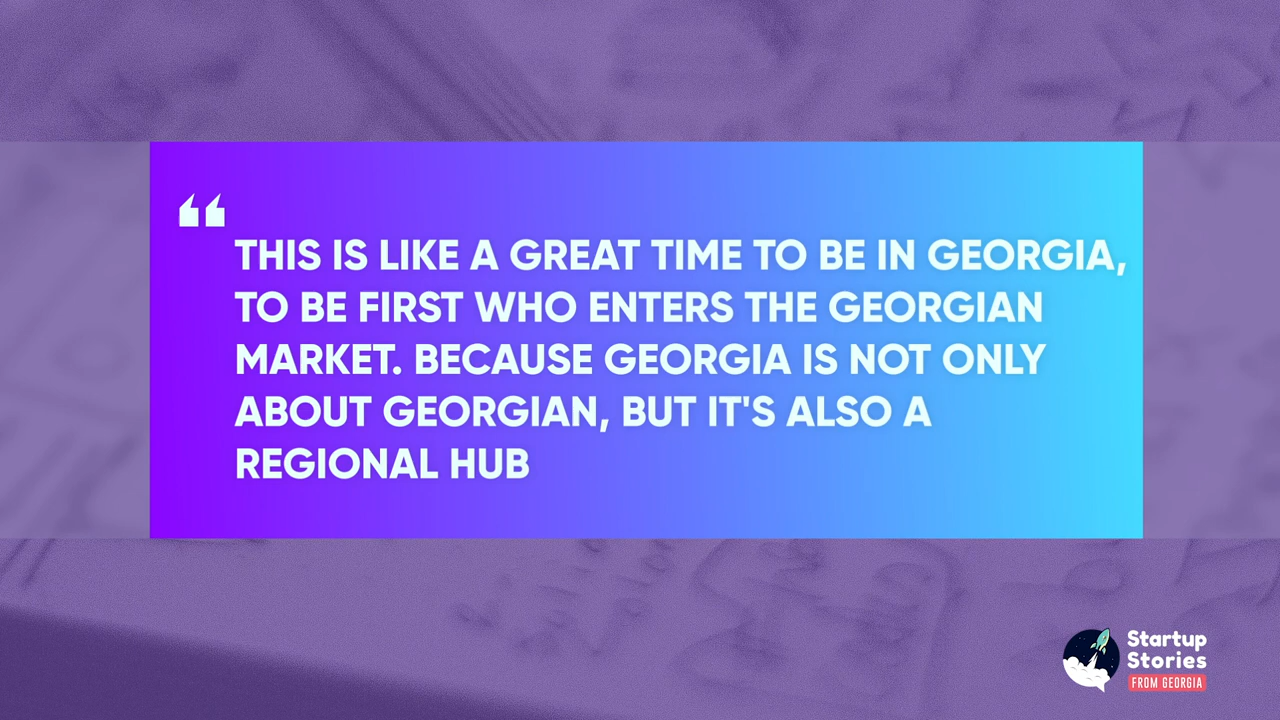 ❝
THIS IS LIKE A GREAT TIME TO BE IN GEORGIA,
TO BE FIRST WHO ENTERS THE GEORGIAN
MARKET. BECAUSE GEORGIA IS NOT ONLY
ABOUT GEORGIAN, BUT IT'S ALSO A
REGIONAL HUB
Startup
Stories
FROM GEORGIA